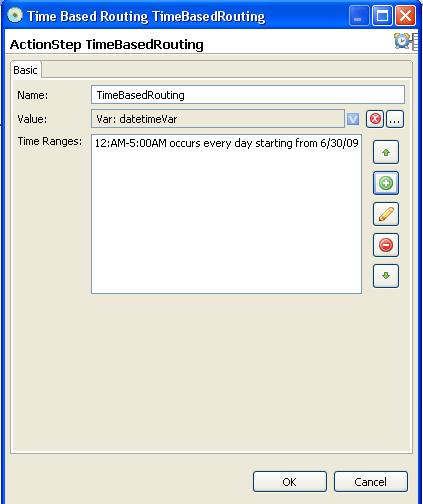 Time Based Routing TimeBasedRouting
ActionStep TimeBasedRouting
Basic
Name: TimeBasedRouting
Value: Var: datetimeVar ...
Time Ranges: 12:AM-5:00AM occurs every day starting from 6/30/09
OK Cancel